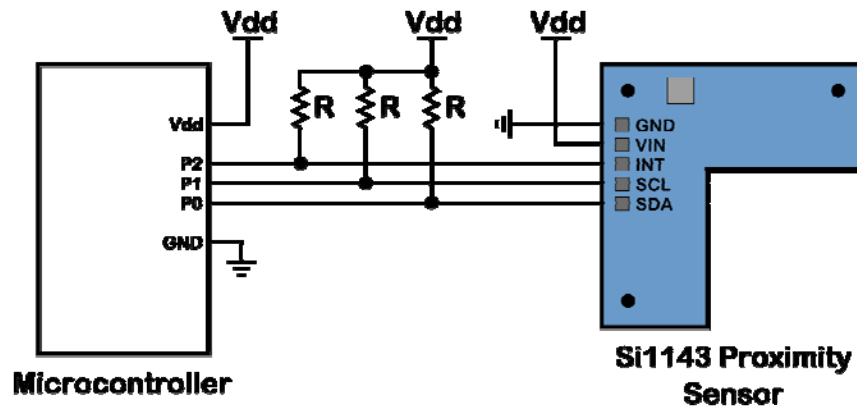 Vdd
Vdd
Vdd
R
R
R
Vdd
P2
P1
P0
GND
GND
VIN
INT
SCL
SDA
Microcontroller
Si1143 Proximity
Sensor